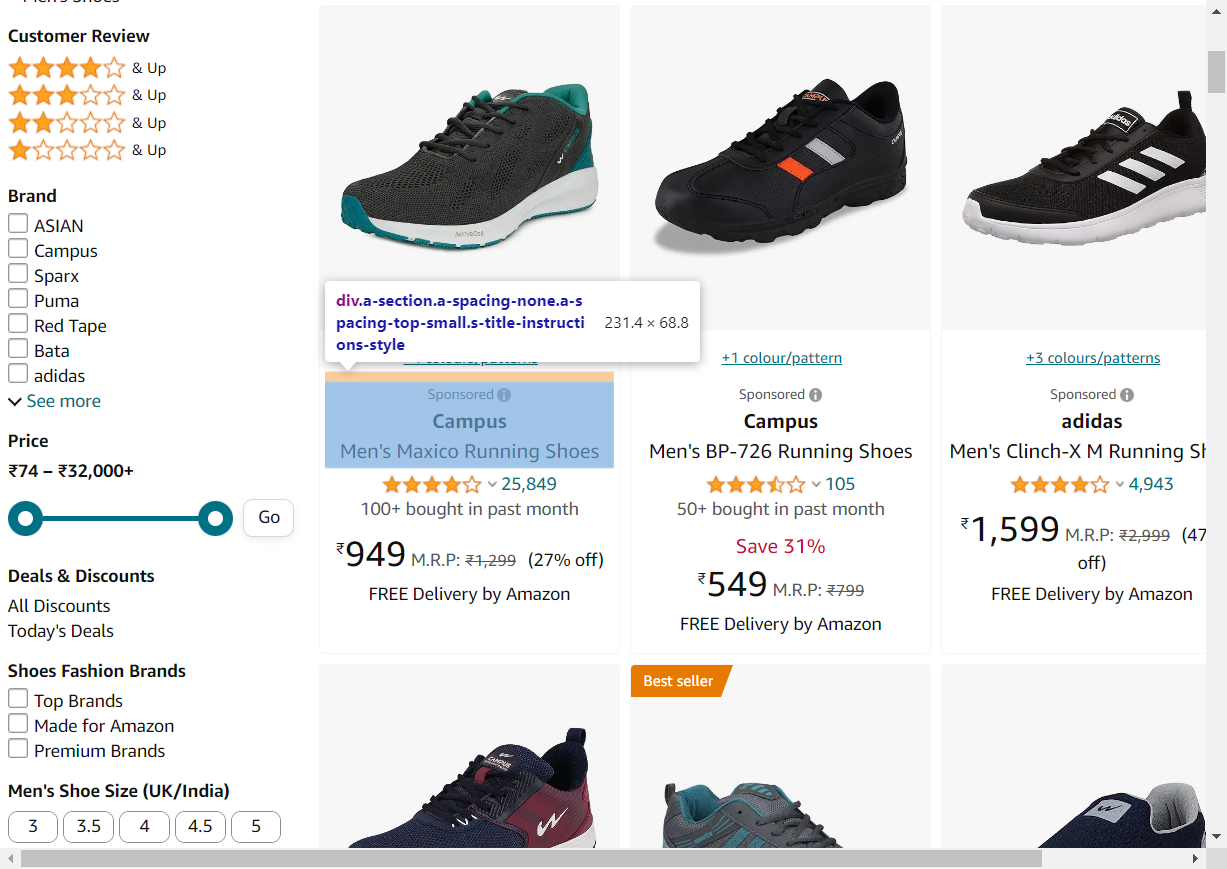 Customer Review
& Up
& Up
& Up
& Up
Brand
ASIAN
Campus
Sparx
Puma
Red Tape
Bata
adidas
See more
Price
₹74 – ₹32,000+
Go
Deals & Discounts
All Discounts
Today's Deals
Shoes Fashion Brands
Top Brands
Made for Amazon
Premium Brands
Men's Shoe Size (UK/India)
3 3.5 4 4.5 5
div.a-section.a-spacing-none.a-s
pacing-top-small.s-title-instructi
ons-style
231.4 × 68.8
Sponsored
Campus
Men's Maxico Running Shoes
25,849
100+ bought in past month
₹949 M.R.P: ₹1,299 (27% off)
FREE Delivery by Amazon
+1 colour/pattern
Sponsored
Campus
Men's BP-726 Running Shoes
105
50+ bought in past month
Save 31%
₹549 M.R.P: ₹799
FREE Delivery by Amazon
adidas
+3 colours/patterns
Sponsored
adidas
Men's Clinch-X M Running
4,943
₹1,599 M.R.P: ₹2,999 (47
off)
FREE Delivery by Amazon
CAMPUS
Best seller